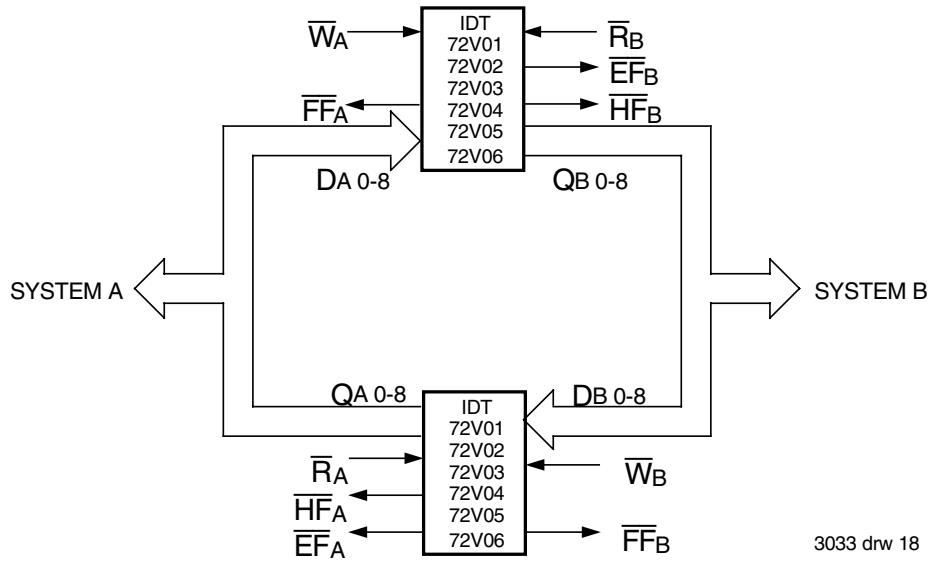 IDT
72V01
72V02
72V03
72V04
72V05
72V06
W̅A
F̅F̅A
R̅B
E̅F̅B
H̅F̅B
DA 0-8
QB 0-8
SYSTEM A
SYSTEM B
QA 0-8
DB 0-8
IDT
72V01
72V02
72V03
72V04
72V05
72V06
R̅A
H̅F̅A
E̅F̅A
W̅B
F̅F̅B
3033 drw 18